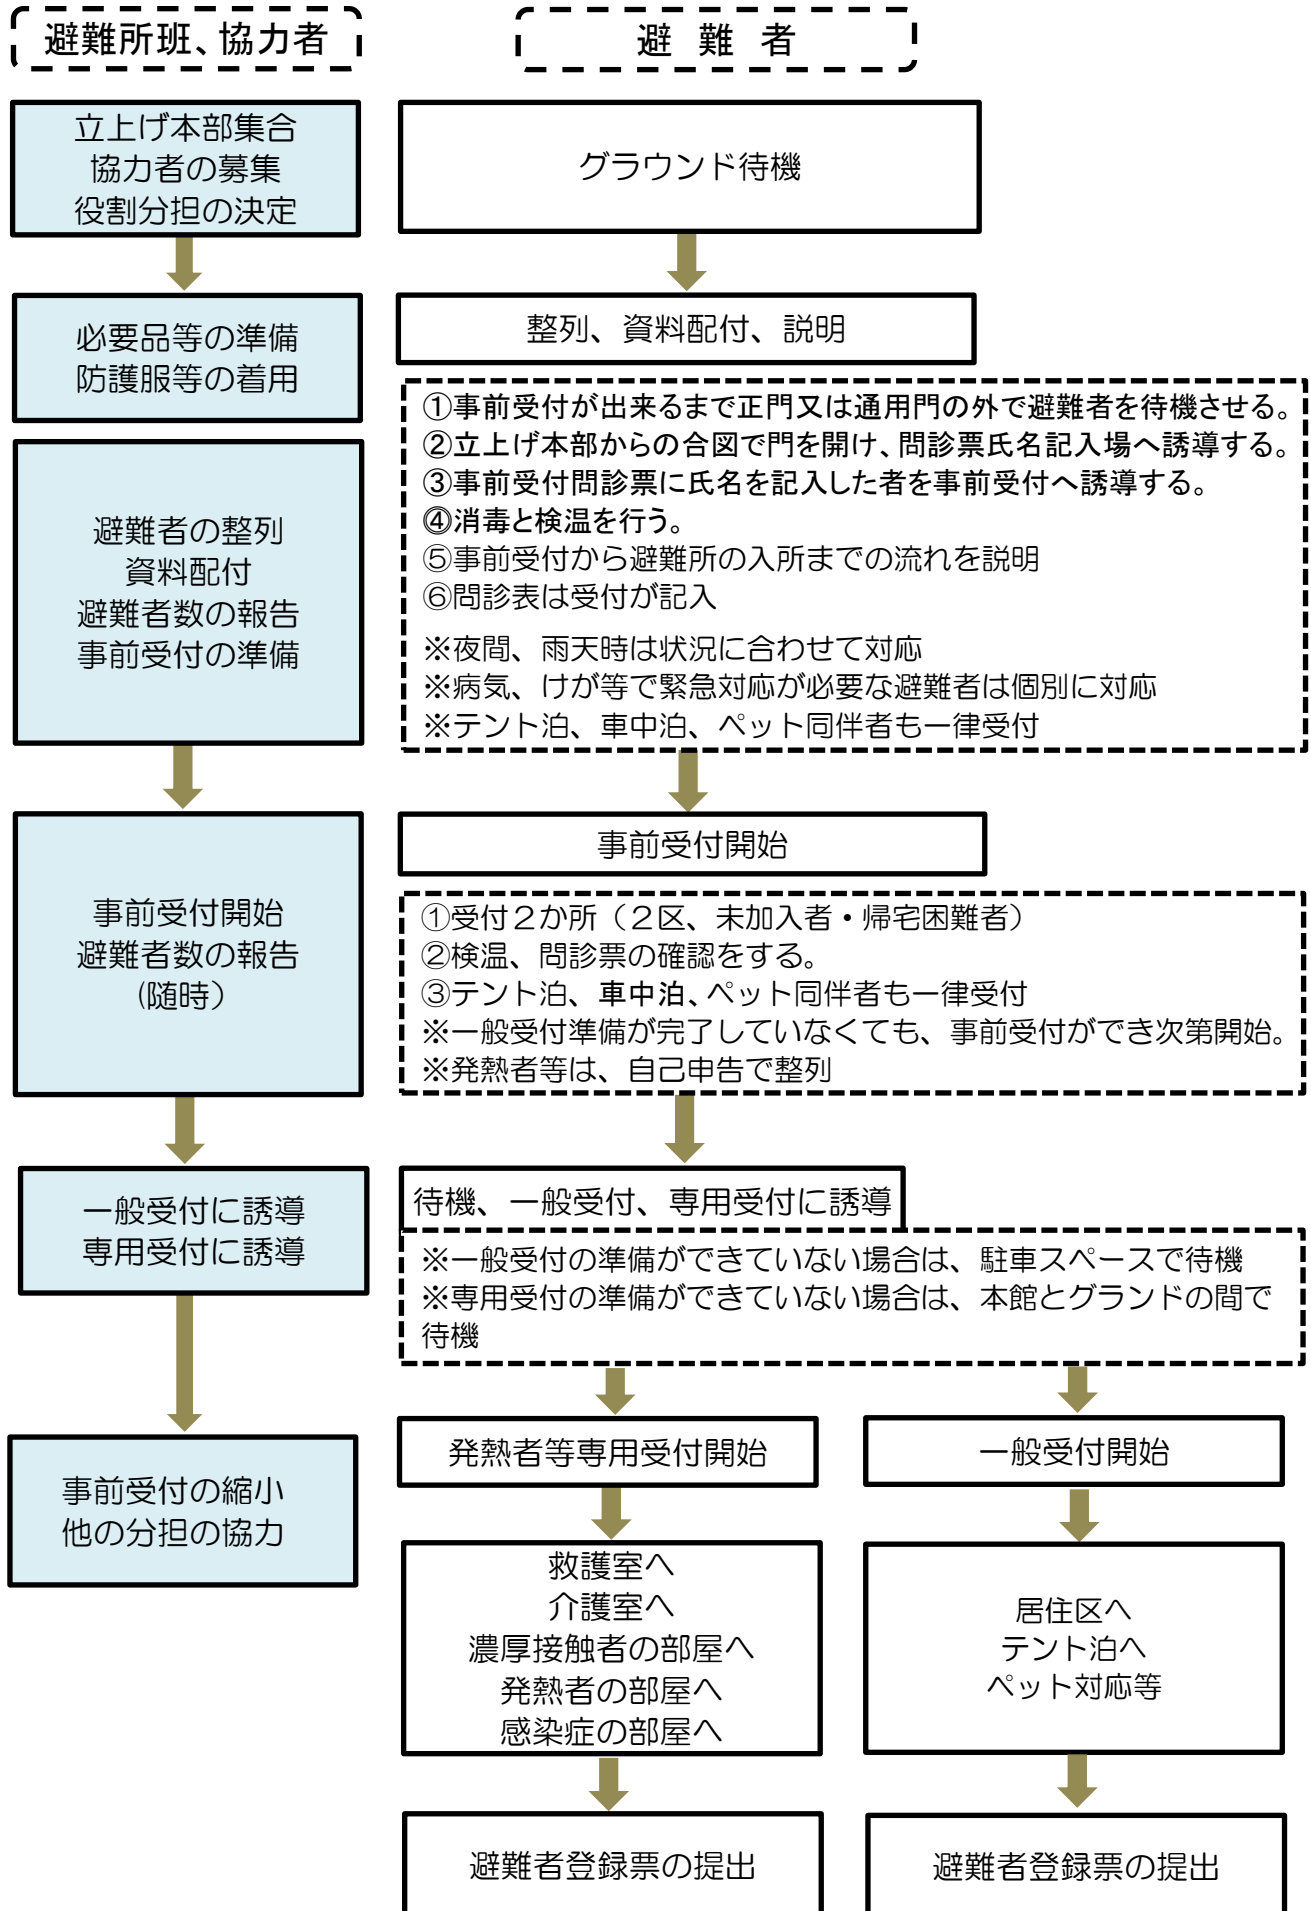 避難所班、協力者
避 難 者
立上げ本部集合
協力者の募集
役割分担の決定
グラウンド待機
必要品等の準備
防護服等の着用
整列、資料配付、説明
①事前受付が出来るまで正門又は通用門の外で避難者を待機させる。
②立上げ本部からの合図で門を開け、問診票氏名記入場へ誘導する。
③事前受付問診票に氏名を記入した者を事前受付へ誘導する。
④消毒と検温を行う。
⑤事前受付から避難所の入所までの流れを説明
⑥問診表は受付が記入
※夜間、雨天時は状況に合わせて対応
※病気、けが等で緊急対応が必要な避難者は個別に対応
※テント泊、車中泊、ペット同伴者も一律受付
避難者の整列
資料配付
避難者数の報告
事前受付の準備
事前受付開始
避難者数の報告
(随時）
事前受付開始
①受付２か所（２区、未加入者・帰宅困難者）
②検温、問診票の確認をする。
③テント泊、車中泊、ペット同伴者も一律受付
※一般受付準備が完了していなくても、事前受付ができ次第開始。
※発熱者等は、自己申告で整列
一般受付に誘導
専用受付に誘導
待機、一般受付、専用受付に誘導
※一般受付の準備ができていない場合は、駐車スペースで待機
※専用受付の準備ができていない場合は、本館とグランドの間で
待機
事前受付の縮小
他の分担の協力
発熱者等専用受付開始
一般受付開始
救護室へ
介護室へ
濃厚接触者の部屋へ
発熱者の部屋へ
感染症の部屋へ
居住区へ
テント泊へ
ペット対応等
避難者登録票の提出
避難者登録票の提出